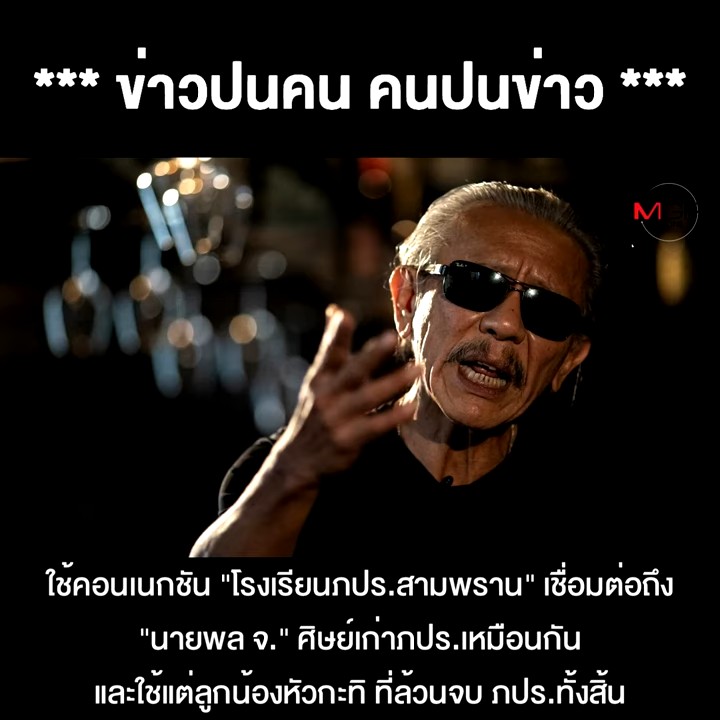 *** ข่าวปนคน คนปนข่าว ***
M
ใช้คอนเนกชัน "โรงเรียนภปร.สามพราน" เชื่อมต่อถึง
"นายพล จ." ศิษย์เก่าภปร.เหมือนกัน
และใช้แต่ลูกน้องหัวกะทิ ที่ล้วนจบ ภปร.ทั้งสิ้น